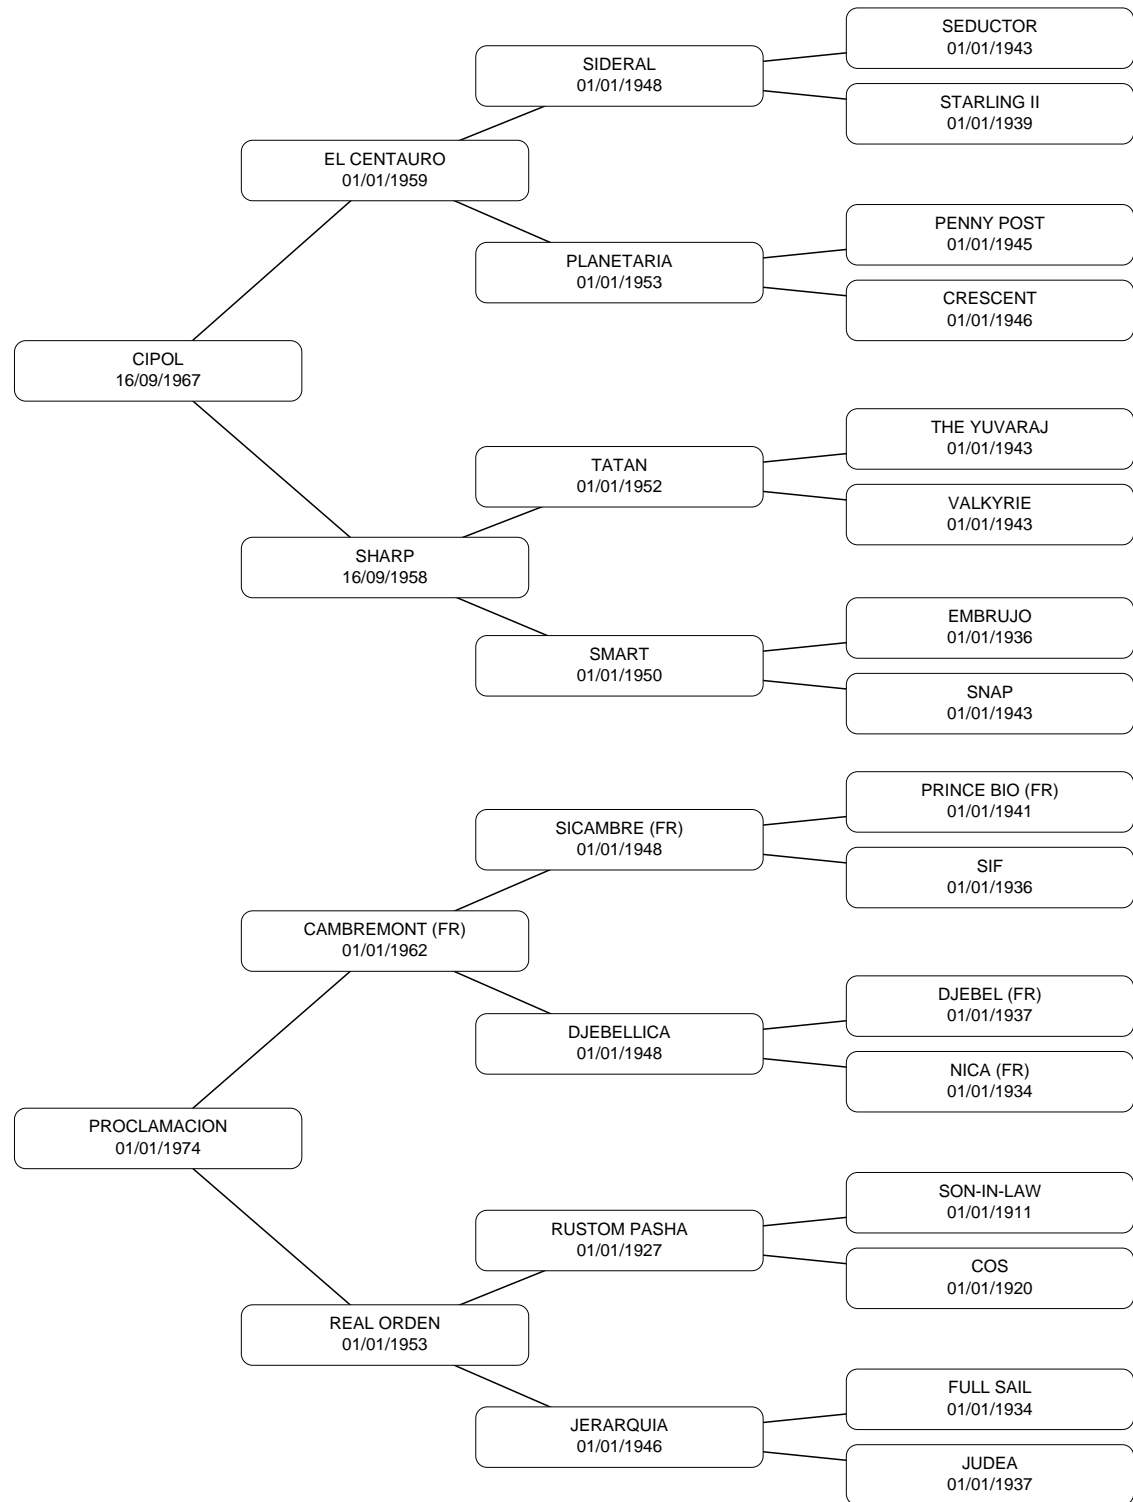 SEDUCTOR
01/01/1943
SIDERAL
01/01/1948
STARLING II
01/01/1939
EL CENTAURO
01/01/1959
PENNY POST
01/01/1945
PLANETARIA
01/01/1953
CRESCENT
01/01/1946
CIPOL
16/09/1967
THE YUVARAJ
01/01/1943
TATAN
01/01/1952
VALKYRIE
01/01/1943
SHARP
16/09/1958
EMBRUJO
01/01/1936
SMART
01/01/1950
SNAP
01/01/1943
PRINCE BIO (FR)
01/01/1941
SICAMBRE (FR)
01/01/1948
SIF
01/01/1936
CAMBREMONT (FR)
01/01/1962
DJEBEL (FR)
01/01/1937
DJEBELLICA
01/01/1948
NICA (FR)
01/01/1934
PROCLAMACION
01/01/1974
SON-IN-LAW
01/01/1911
RUSTOM PASHA
01/01/1927
COS
01/01/1920
REAL ORDEN
01/01/1953
FULL SAIL
01/01/1934
JERARQUIA
01/01/1946
JUDEA
01/01/1937